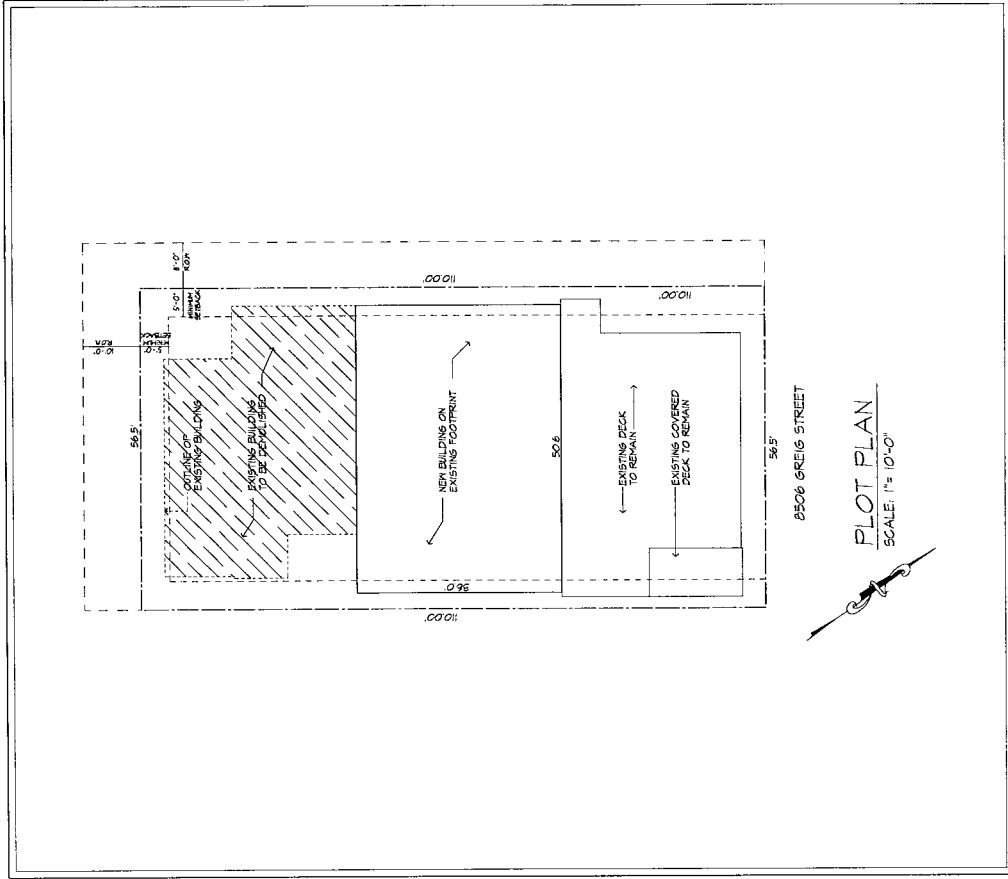 10'-0"
R.O.W.
5'-0"
MINIMUM
SETBACK
5'-0"
MINIMUM
SETBACK
8'-0"
R.O.W.
56.5'
110.00'
110.00'
OUTLINE OF
EXISTING BUILDING
EXISTING BUILDING
TO BE DEMOLISHED
NEW BUILDING ON
EXISTING FOOTPRINT
50.6
36.0'
110.00'
EXISTING DECK
TO REMAIN
EXISTING COVERED
DECK TO REMAIN
56.5'
8506 GREIG STREET
PLOT PLAN
SCALE: 1"= 10'-0"